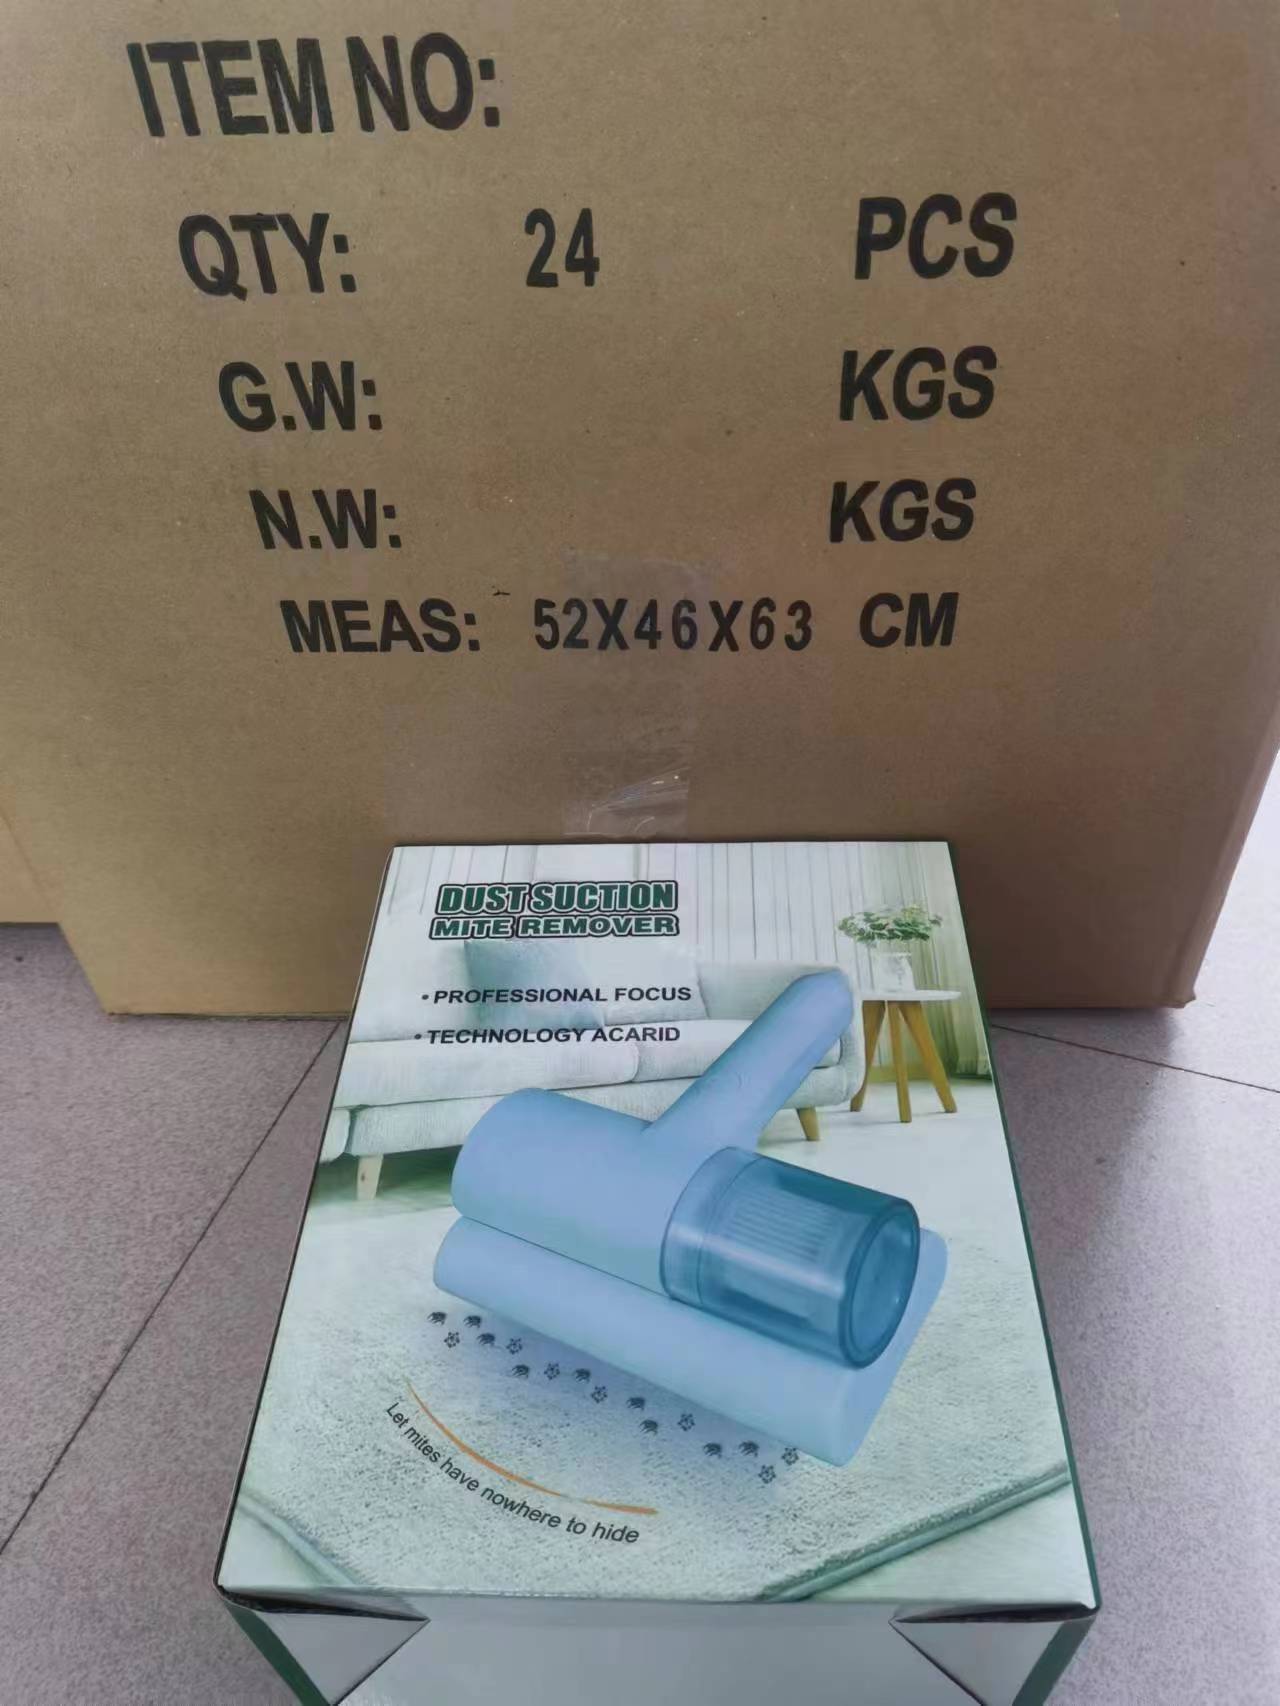 ITEM NO:
QTY: 24 PCS
G.W: KGS
N.W: KGS
MEAS: 52X46X63 CM
DUST SUCTION
MITE REMOVER
• PROFESSIONAL FOCUS
• TECHNOLOGY ACARID
Let mites have nowhere to hide